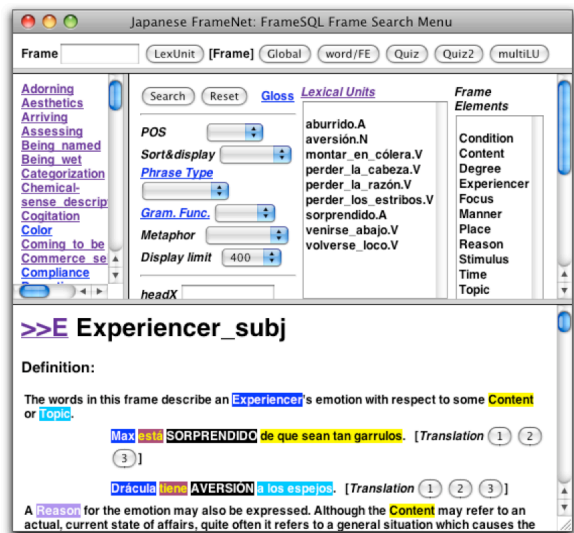 Japanese FrameNet: FrameSQL Frame Search Menu
Frame LexUnit [Frame] Global word/FE Quiz Quiz2 multiLU
Adorning
Aesthetics
Arriving
Assessing
Being_named
Being_wet
Categorization
Chemical-
sense_descrip
Cogitation
Color
Coming_to_be
Commerce_se
Compliance
Search Reset Gloss
POS
Sort&display
Phrase Type
Gram. Func.
Metaphor
Display limit 400
headX
Lexical Units
aburrido.A
aversión.N
montar_en_cólera.V
perder_la_cabeza.V
perder_la_razón.V
perder_los_estribos.V
sorprendido.A
venirse_abajo.V
volverse_loco.V
Frame
Elements
Condition
Content
Degree
Experiencer
Focus
Manner
Place
Reason
Stimulus
Time
Topic
>>E Experiencer_subj
Definition:
The words in this frame describe an Experiencer's emotion with respect to some Content
or Topic.
Max está SORPRENDIDO de que sean tan garrulos. [Translation 1 2
3 ]
Drácula tiene AVERSIÓN a los espejos. [Translation 1 2 3 ]
A Reason for the emotion may also be expressed. Although the Content may refer to an
actual, current state of affairs, quite often it refers to a general situation which causes the